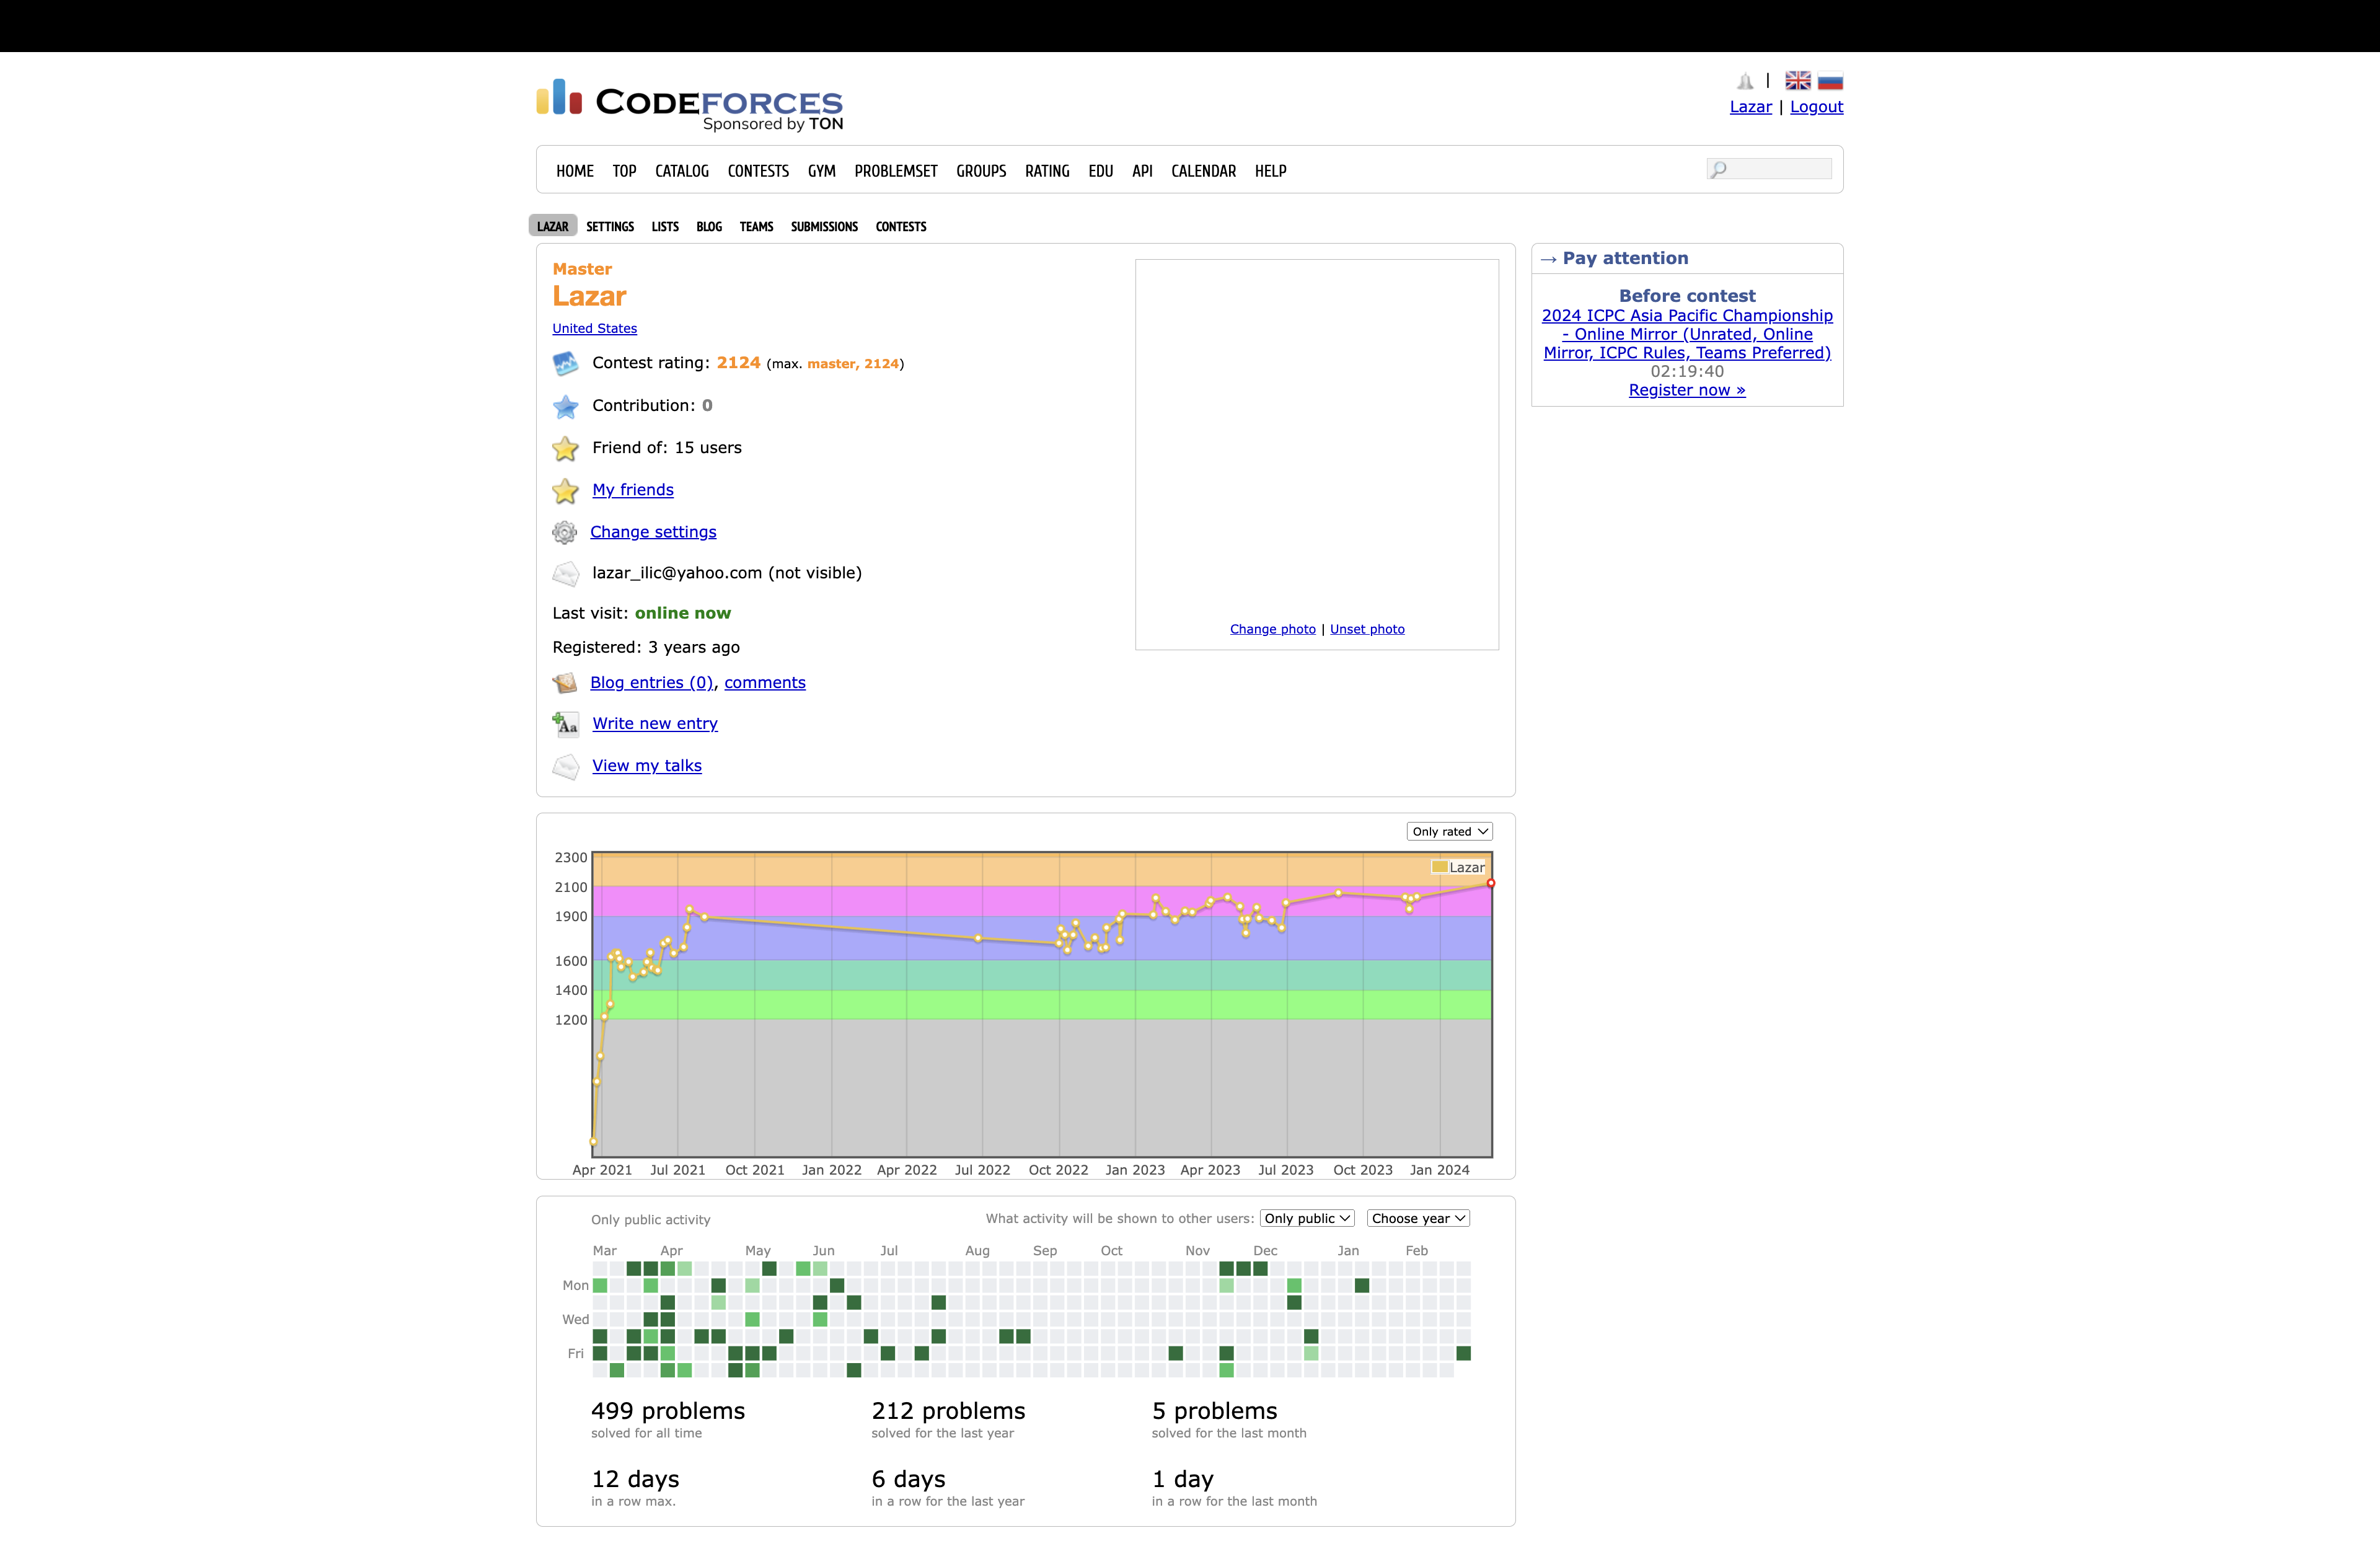 CODEFORCES
Sponsored by TON
|
Lazar | Logout
HOME TOP CATALOG CONTESTS GYM PROBLEMSET GROUPS RATING EDU API CALENDAR HELP
LAZAR SETTINGS LISTS BLOG TEAMS SUBMISSIONS CONTESTS
Master
Lazar
United States
Contest rating: 2124 (max. master, 2124)
Contribution: 0
Friend of: 15 users
My friends
Change settings
lazar_ilic@yahoo.com (not visible)
Last visit: online now
Registered: 3 years ago
Blog entries (0), comments
Aa Write new entry
View my talks
Change photo | Unset photo
→ Pay attention
Before contest
2024 ICPC Asia Pacific Championship
- Online Mirror (Unrated, Online
Mirror, ICPC Rules, Teams Preferred)
02:19:40
Register now »
Only rated
Lazar
2300
2100
1900
1600
1400
1200
Apr 2021 Jul 2021 Oct 2021 Jan 2022 Apr 2022 Jul 2022 Oct 2022 Jan 2023 Apr 2023 Jul 2023 Oct 2023 Jan 2024
Only public activity
What activity will be shown to other users: Only public Choose year
Mar Apr May Jun Jul Aug Sep Oct Nov Dec Jan Feb
Mon
Wed
Fri
499 problems
solved for all time
212 problems
solved for the last year
5 problems
solved for the last month
12 days
in a row max.
6 days
in a row for the last year
1 day
in a row for the last month